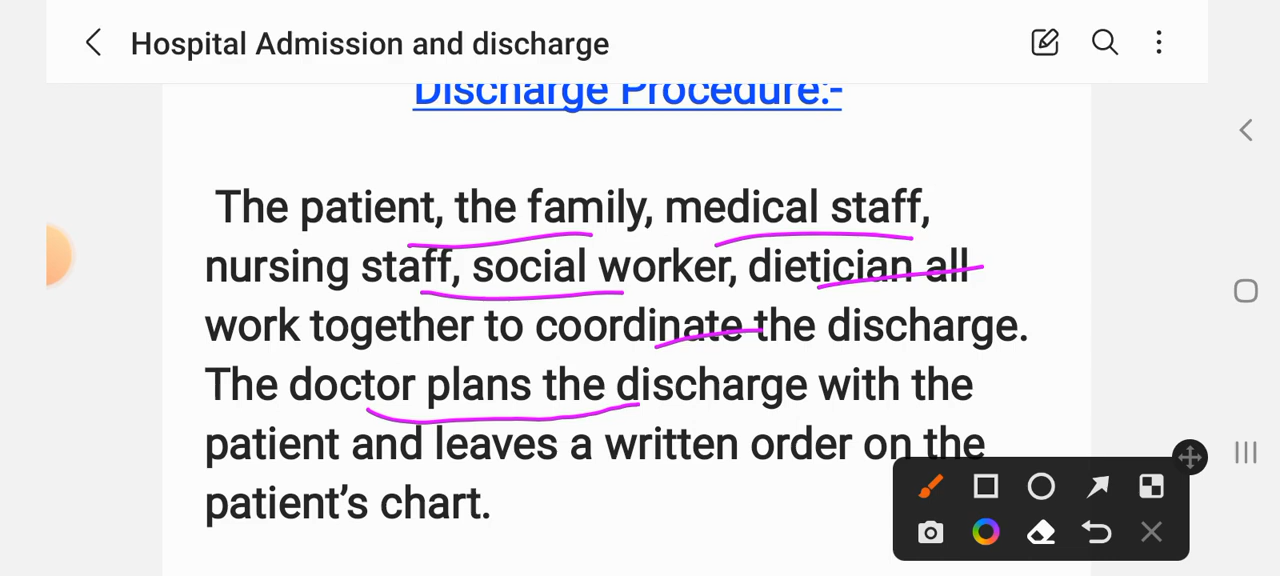 Hospital Admission and discharge
Discharge Procedure:-
The patient, the family, medical staff,
nursing staff, social worker, dietician all
work together to coordinate the discharge.
The doctor plans the discharge with the
patient and leaves a written order on the
patient's chart.